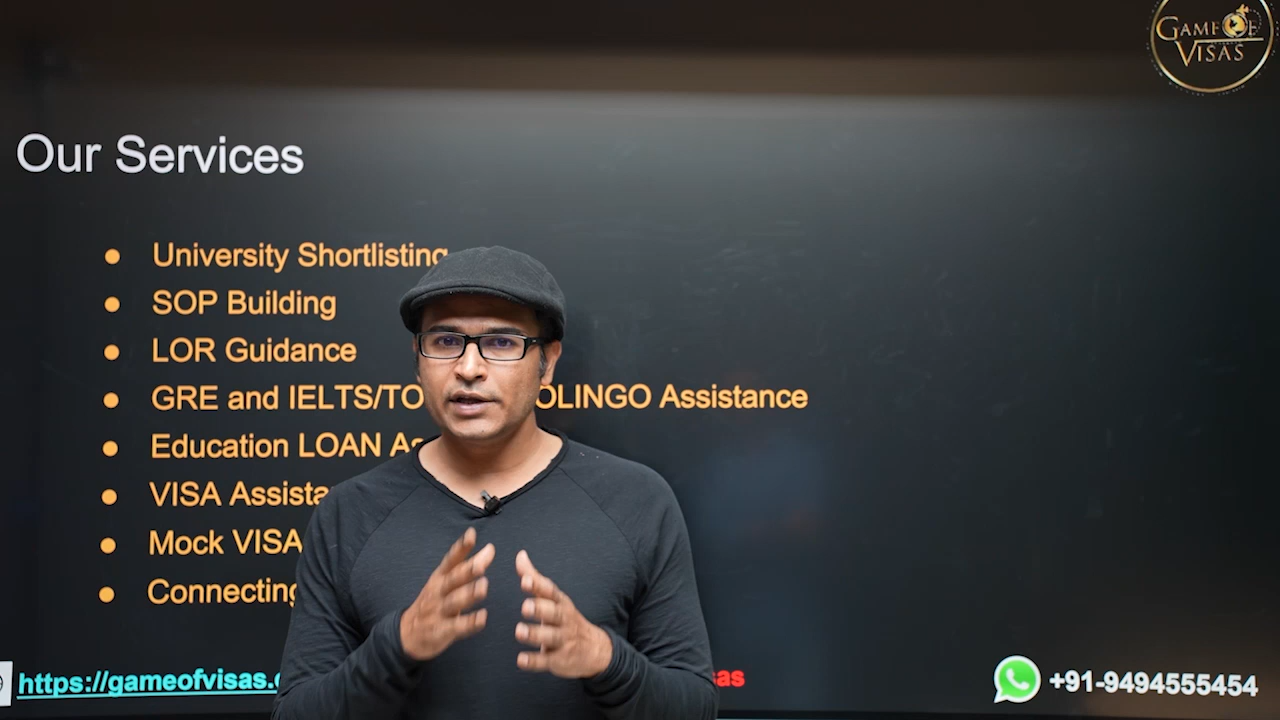 GAME OF
VISAS
Our Services
University Shortlisting
SOP Building
LOR Guidance
GRE and IELTS/TO OLINGO Assistance
Education LOAN As
VISA Assista
Mock VISA
Connecting
https://gameofvisas.c
sas
+91-9494555454